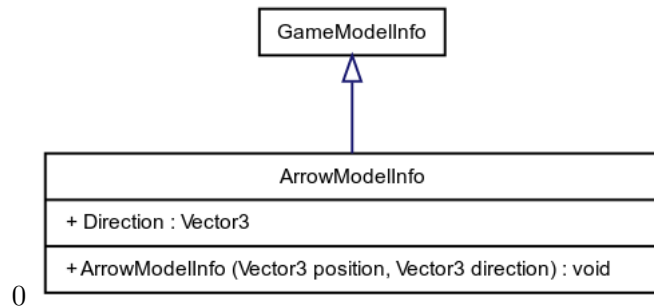 GameModelInfo
ArrowModelInfo
+ Direction : Vector3
+ ArrowModelInfo (Vector3 position, Vector3 direction) : void
0